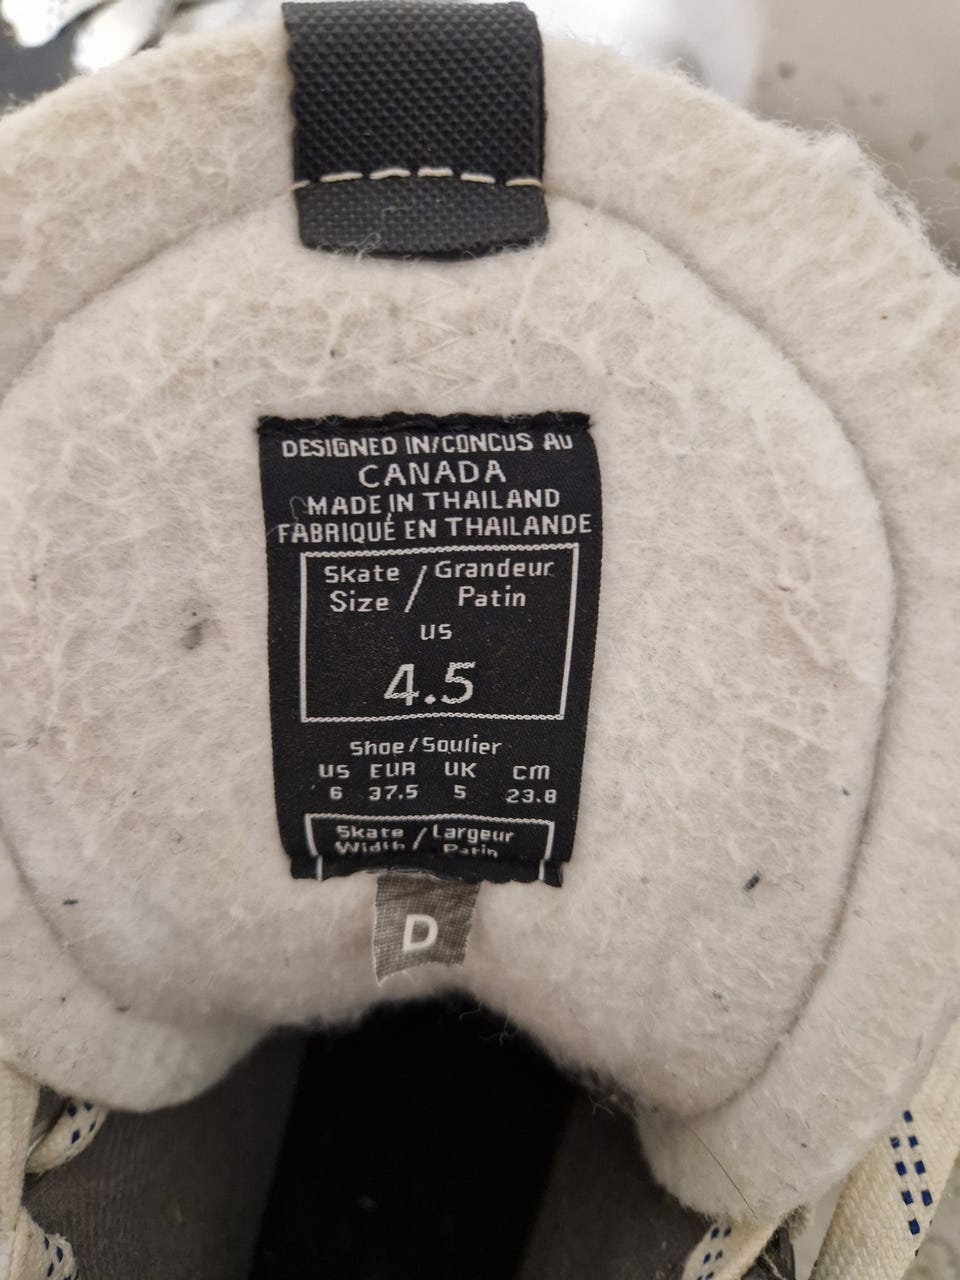 DESIGNED IN/CONCUS AU
CANADA
MADE IN THAILAND
FABRIQUÉ EN THAILANDE
Skate / Grandeur
Size / Patin
US
4.5
Shoe/Soulier
US EUR UK cm
6 37.5 5 23.8
Skate / Largeur
Width / Patin
D